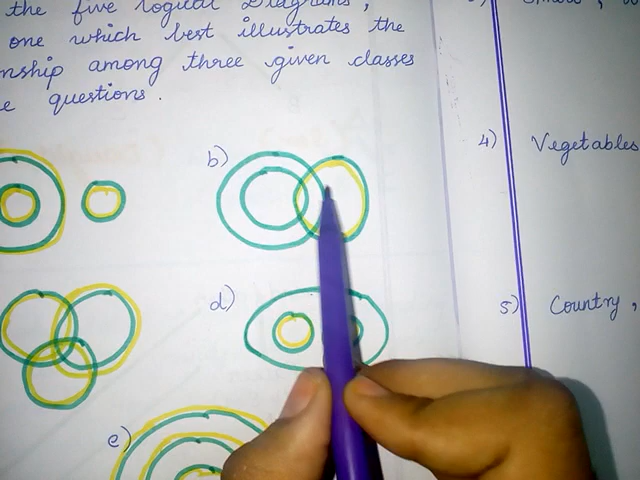 the five logical Diagrams,
one which best illustrates the
nship among three given classes
e questions.
b)
4) Vegetables
d)
5) Country,
e)